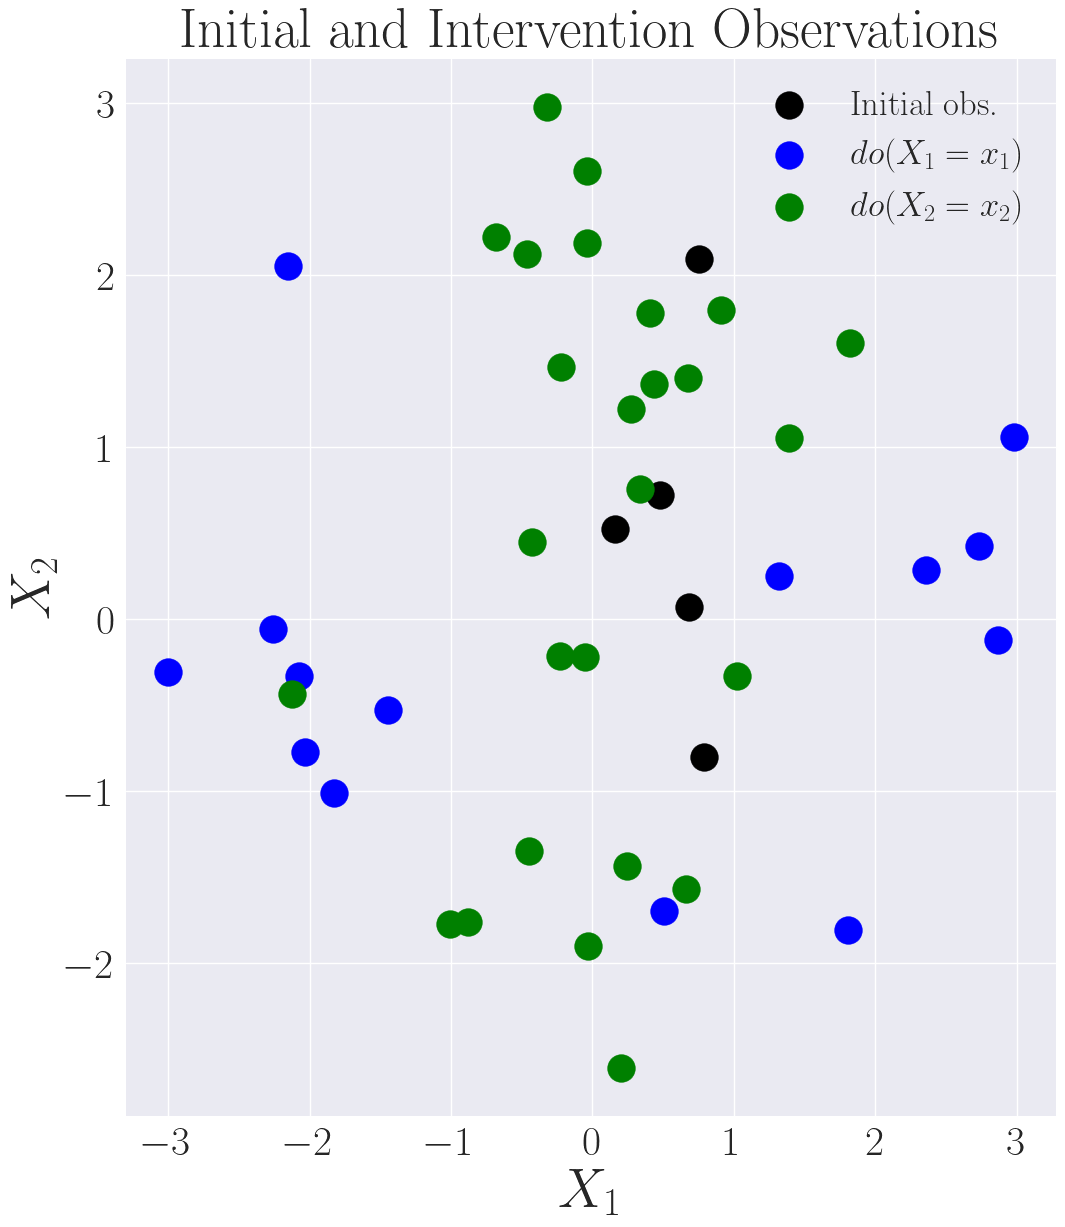 Initial and Intervention Observations
Initial obs.
do(X₁ = x₁)
do(X₂ = x₂)
3
2
1
0
−1
−2
X₂
−3 −2 −1 0 1 2 3
X₁